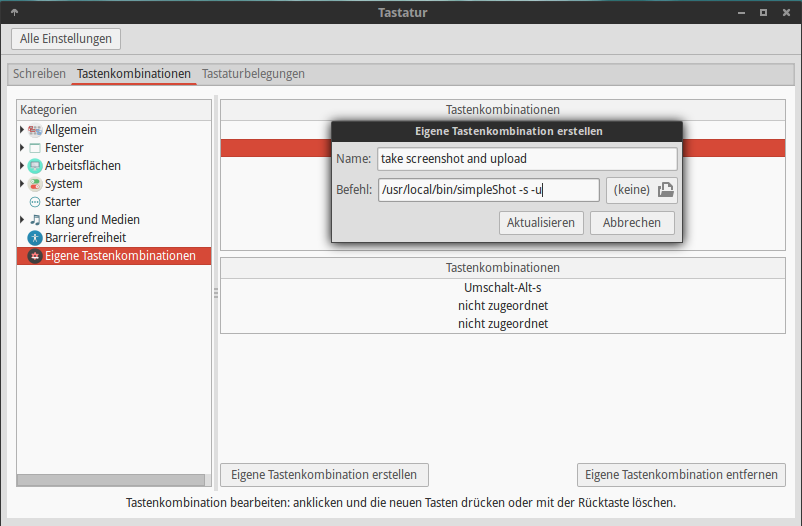 Tastatur
Alle Einstellungen
Schreiben Tastenkombinationen Tastaturbelegungen
Kategorien
Allgemein
Fenster
Arbeitsflächen
System
Starter
Klang und Medien
Barrierefreiheit
Eigene Tastenkombinationen
Tastenkombinationen
Eigene Tastenkombination erstellen
Name: take screenshot and upload
Befehl: /usr/local/bin/simpleShot -s -u (keine)
Aktualisieren Abbrechen
Tastenkombinationen
Umschalt-Alt-s
nicht zugeordnet
nicht zugeordnet
Eigene Tastenkombination erstellen Eigene Tastenkombination entfernen
Tastenkombination bearbeiten: anklicken und die neuen Tasten drücken oder mit der Rücktaste löschen.